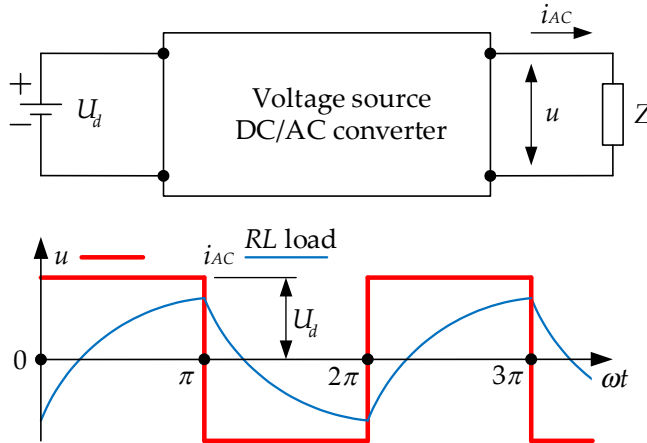 i_AC
+
−
U_d
Voltage source
DC/AC converter
u
Z
u
i_AC RL load
U_d
0
π
2π
3π
ωt